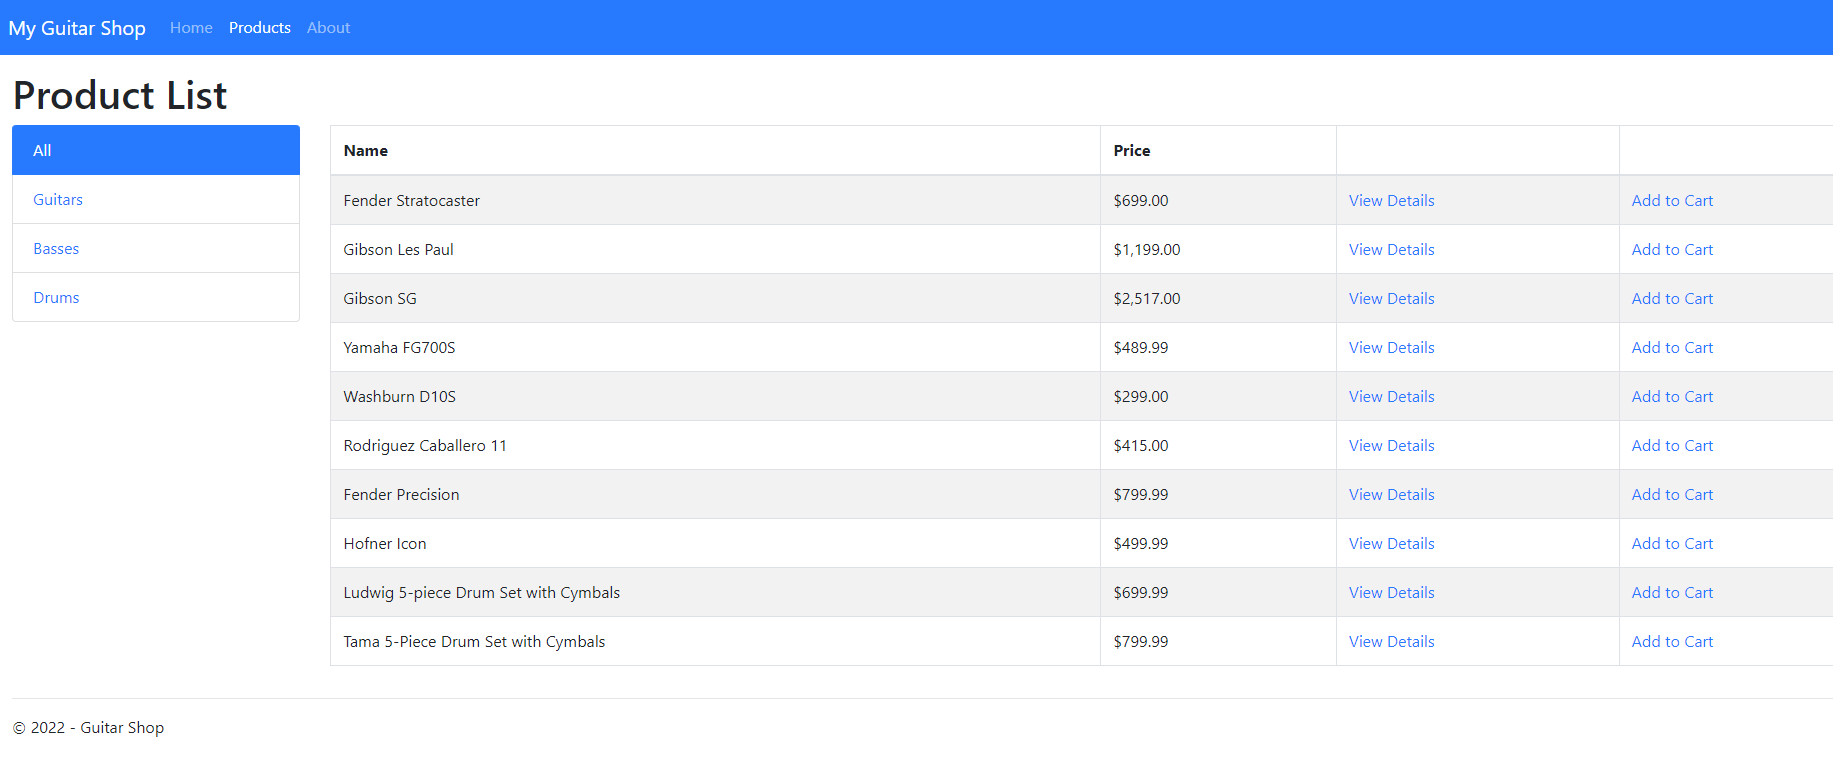 My Guitar Shop Home Products About
Product List
All
Guitars
Basses
Drums
Name Price
Fender Stratocaster $699.00 View Details Add to Cart
Gibson Les Paul $1,199.00 View Details Add to Cart
Gibson SG $2,517.00 View Details Add to Cart
Yamaha FG700S $489.99 View Details Add to Cart
Washburn D10S $299.00 View Details Add to Cart
Rodriguez Caballero 11 $415.00 View Details Add to Cart
Fender Precision $799.99 View Details Add to Cart
Hofner Icon $499.99 View Details Add to Cart
Ludwig 5-piece Drum Set with Cymbals $699.99 View Details Add to Cart
Tama 5-Piece Drum Set with Cymbals $799.99 View Details Add to Cart
© 2022 - Guitar Shop